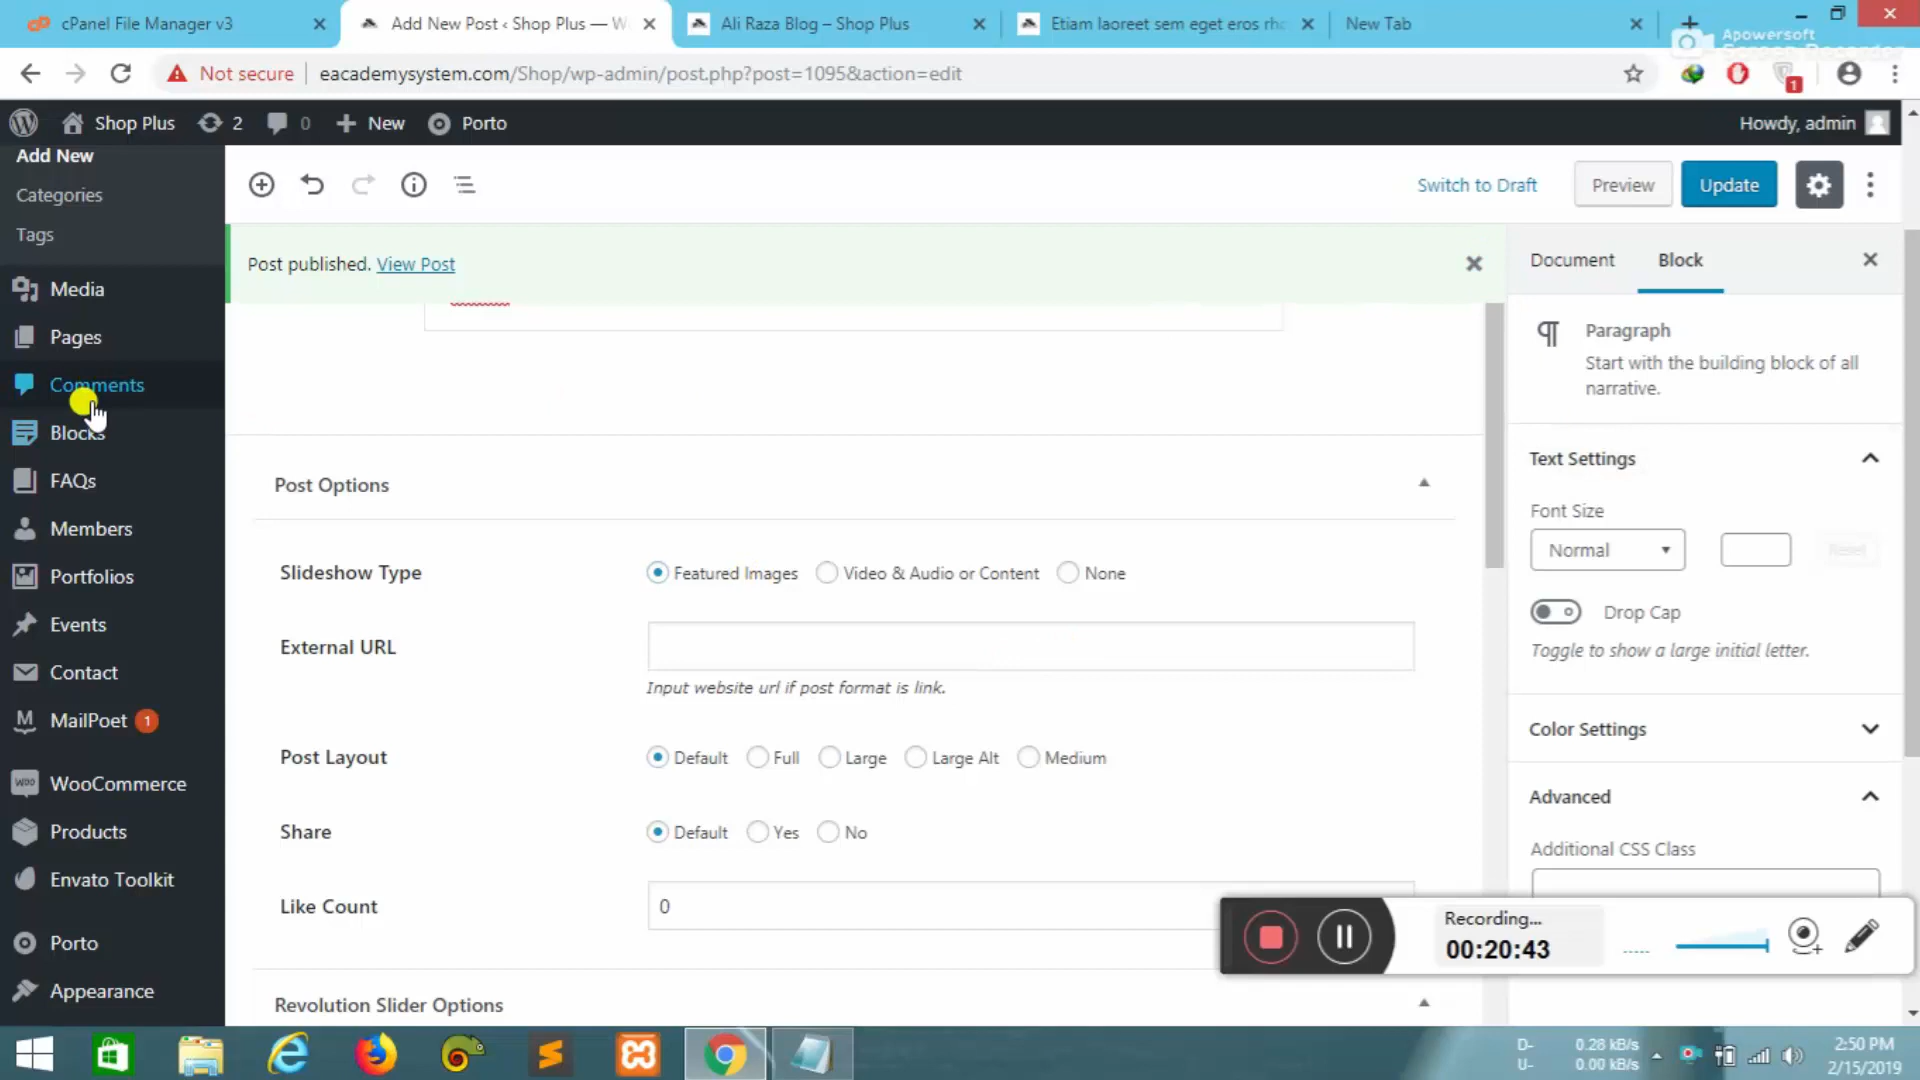 cPanel File Manager v3
Add New Post ‹ Shop Plus — W
Ali Raza Blog – Shop Plus
Etiam laoreet sem eget eros rho
New Tab
Apowersoft
Screen Recorder
Not secure
eacademysystem.com/Shop/wp-admin/post.php?post=1095&action=edit
1
Shop Plus
2
0
New
Porto
Howdy, admin
Add New
Categories
Tags
Media
Pages
Comments
Blocks
FAQs
Members
Portfolios
Events
Contact
MailPoet 1
WooCommerce
Products
Envato Toolkit
Porto
Appearance
Switch to Draft
Preview
Update
Post published. View Post
Document
Block
Paragraph
Start with the building block of all
narrative.
Text Settings
Font Size
Normal
Reset
Drop Cap
Toggle to show a large initial letter.
Color Settings
Advanced
Additional CSS Class
Post Options
Slideshow Type
Featured Images
Video & Audio or Content
None
External URL
Input website url if post format is link.
Post Layout
Default
Full
Large
Large Alt
Medium
Share
Default
Yes
No
Like Count
0
Revolution Slider Options
Recording...
00:20:43
D- 0.28 kB/s
U- 0.00 kB/s
2:50 PM
2/15/2019